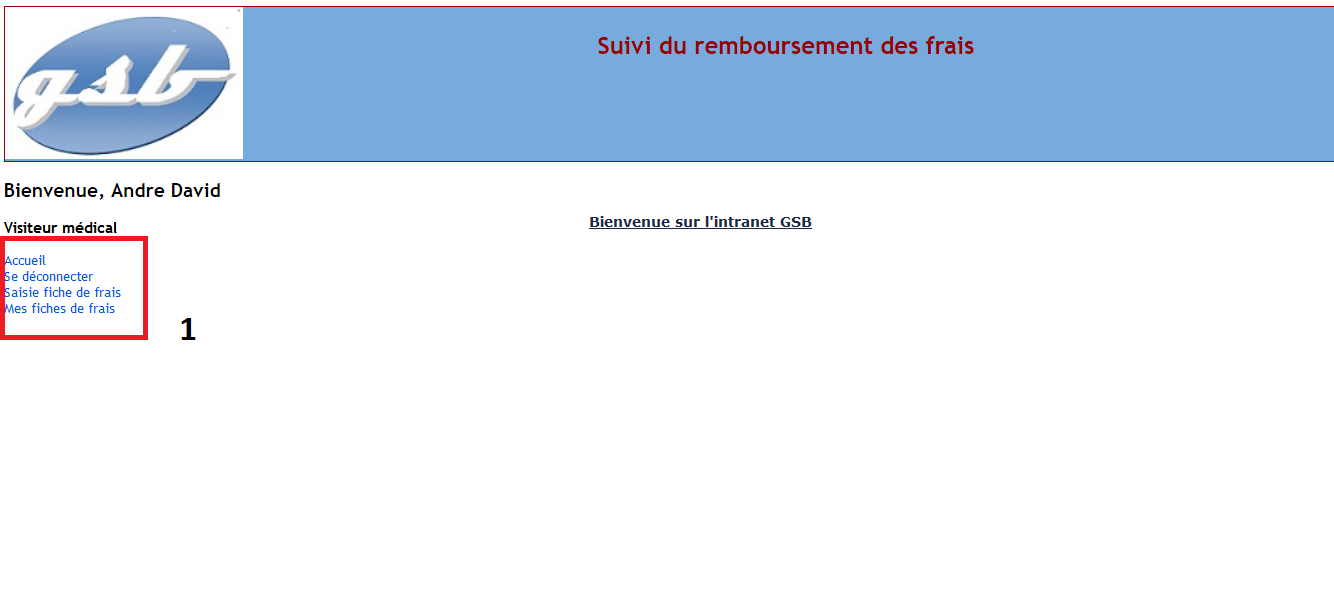 gsb
Suivi du remboursement des frais
Bienvenue, Andre David
Visiteur médical
Bienvenue sur l'intranet GSB
Accueil
Se déconnecter
Saisie fiche de frais
Mes fiches de frais
1